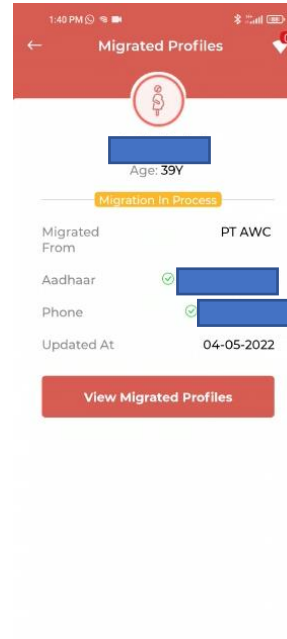 1:40 PM
Migrated Profiles
Age: 39Y
Migration In Process
Migrated From
PT AWC
Aadhaar
Phone
Updated At
04-05-2022
View Migrated Profiles